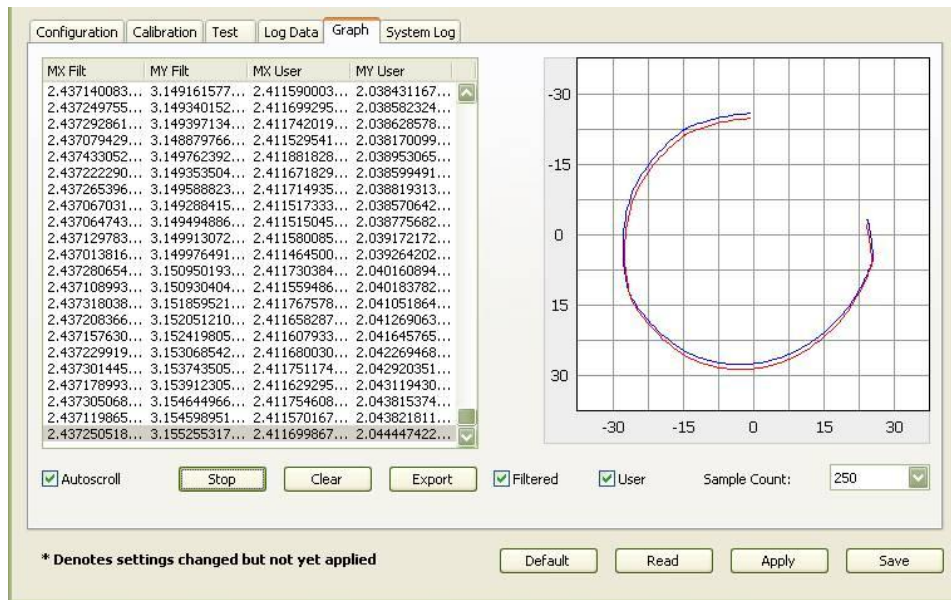 Configuration Calibration Test Log Data Graph System Log
MX Filt MY Filt MX User MY User
2.437140083... 3.149161577... 2.411590003... 2.038431167...
2.437249755... 3.149340152... 2.411699295... 2.038582324...
2.437292861... 3.149397134... 2.411742019... 2.038628578...
2.437079429... 3.148879766... 2.411529541... 2.038170099...
2.437433052... 3.149762392... 2.411881828... 2.038953065...
2.437222290... 3.149353504... 2.411671829... 2.038599491...
2.437265396... 3.149588823... 2.411714935... 2.038819313...
2.437067031... 3.149288415... 2.411517333... 2.038570642...
2.437064743... 3.149494886... 2.411515045... 2.038775682...
2.437129783... 3.149913072... 2.411580085... 2.039172172...
2.437013816... 3.149976491... 2.411464500... 2.039264202...
2.437280654... 3.150950193... 2.411730384... 2.040160894...
2.437108993... 3.150930404... 2.411559486... 2.040183782...
2.437318038... 3.151859521... 2.411767578... 2.041051864...
2.437208366... 3.152051210... 2.411658287... 2.041269063...
2.437157630... 3.152419805... 2.411607933... 2.041645765...
2.437229919... 3.153068542... 2.411680030... 2.042269468...
2.437301445... 3.153743505... 2.411751174... 2.042920351...
2.437178993... 3.153912305... 2.411629295... 2.043119430...
2.437305068... 3.154644966... 2.411754608... 2.043815374...
2.437119865... 3.154598951... 2.411570167... 2.043821811...
2.437250518... 3.155255317... 2.411699867... 2.044447422...
-30
-15
0
15
30
-30 -15 0 15 30
Autoscroll Stop Clear Export Filtered User Sample Count: 250
* Denotes settings changed but not yet applied Default Read Apply Save